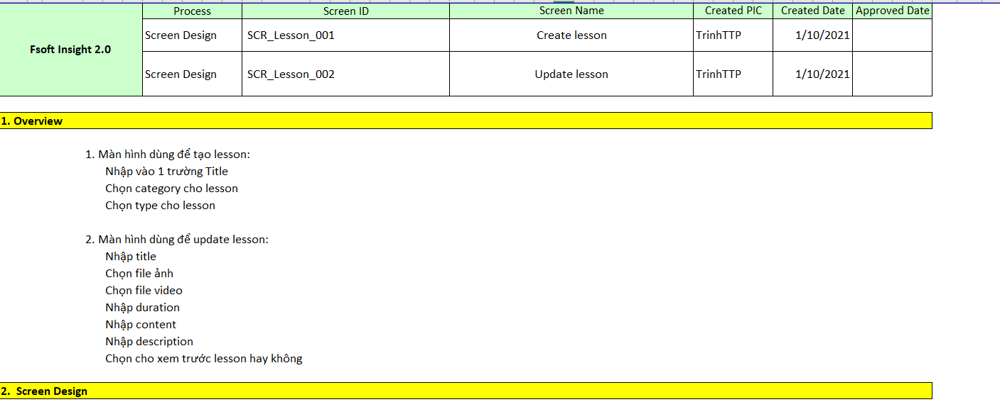 Process Screen ID Screen Name Created PIC Created Date Approved Date
Fsoft Insight 2.0
Screen Design SCR_Lesson_001 Create lesson TrinhTTP 1/10/2021
Screen Design SCR_Lesson_002 Update lesson TrinhTTP 1/10/2021
1. Overview
1. Màn hình dùng để tạo lesson:
Nhập vào 1 trường Title
Chọn category cho lesson
Chọn type cho lesson
2. Màn hình dùng để update lesson:
Nhập title
Chọn file ảnh
Chọn file video
Nhập duration
Nhập content
Nhập description
Chọn cho xem trước lesson hay không
2. Screen Design